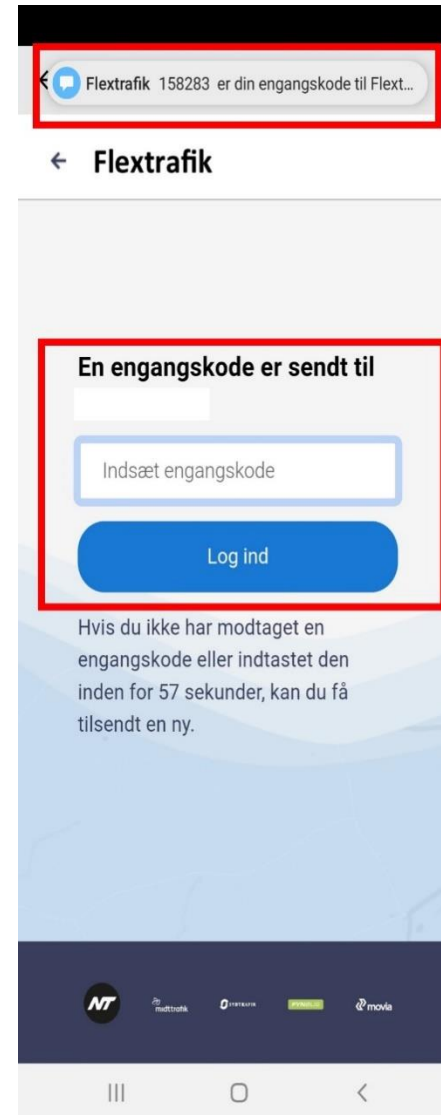 Flextrafik 158283 er din engangskode til Flext...
Flextrafik
En engangskode er sendt til
Indsæt engangskode
Log ind
Hvis du ikke har modtaget en
engangskode eller indtastet den
inden for 57 sekunder, kan du få
tilsendt en ny.
NT
midttrafik
SYDTRAFIK
FYNBUS
movia